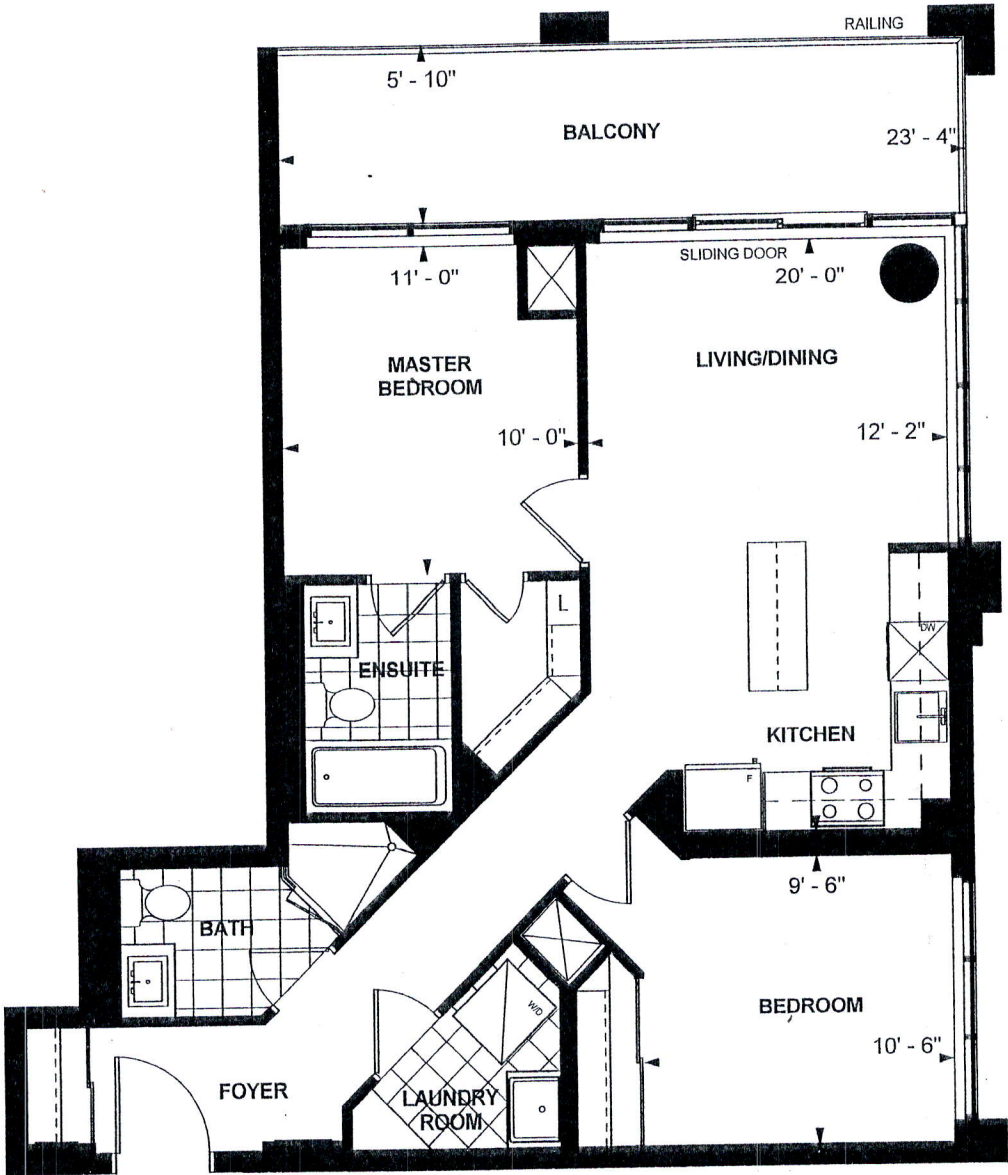 RAILING
5' - 10"
BALCONY
23' - 4"
SLIDING DOOR
11' - 0"
20' - 0"
MASTER
BEDROOM
LIVING/DINING
10' - 0"
12' - 2"
L
DW
ENSUITE
KITCHEN
F
9' - 6"
BATH
W/D
BEDROOM
10' - 6"
FOYER
LAUNDRY
ROOM